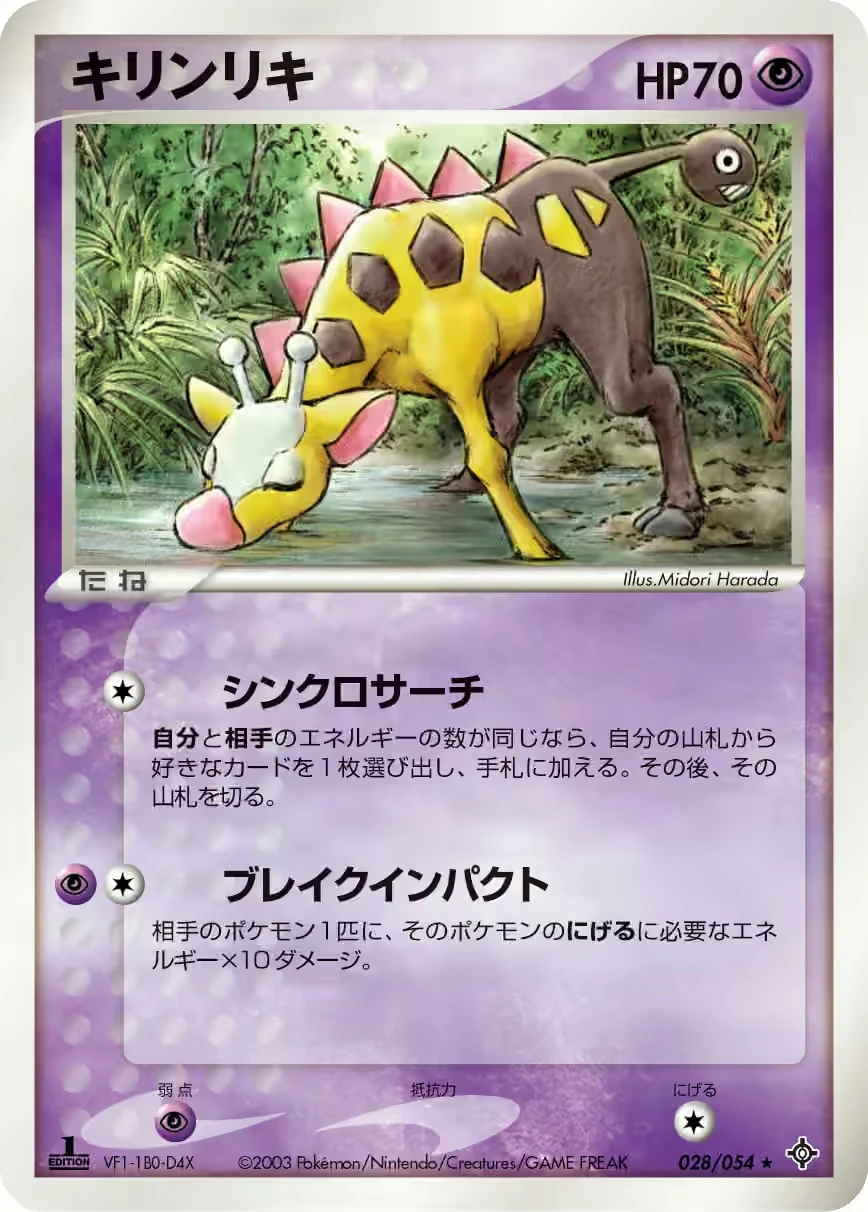 キリンリキ
HP70
たね
Illus.Midori Harada
シンクロサーチ
自分と相手のエネルギーの数が同じなら、自分の山札から
好きなカードを1枚選び出し、手札に加える。その後、その
山札を切る。
ブレイクインパクト
相手のポケモン1匹に、そのポケモンのにげるに必要なエネ
ルギー×10ダメージ。
弱点
抵抗力
にげる
1
EDITION
VF1-1B0-D4X
©2003 Pokémon/Nintendo/Creatures/GAME FREAK
028/054 ★